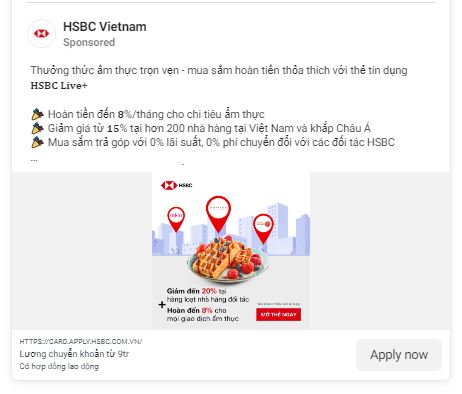 HSBC Vietnam
Sponsored
Thưởng thức ẩm thực trọn vẹn - mua sắm hoàn tiền thỏa thích với thẻ tín dụng
HSBC Live+
🎉 Hoàn tiền đến 8%/tháng cho chi tiêu ẩm thực
🎉 Giảm giá từ 15% tại hơn 200 nhà hàng tại Việt Nam và khắp Châu Á
🎉 Mua sắm trả góp với 0% lãi suất, 0% phí chuyển đổi với các đối tác HSBC
...
HSBC
Giảm đến 20% tại
hàng loạt nhà hàng đối tác
+
Hoàn đến 8% cho
mọi giao dịch ẩm thực
MỞ THẺ NGAY
HTTPS://CARD.APPLY.HSBC.COM.VN/
Lương chuyển khoản từ 9tr
Có hợp đồng lao động
Apply now